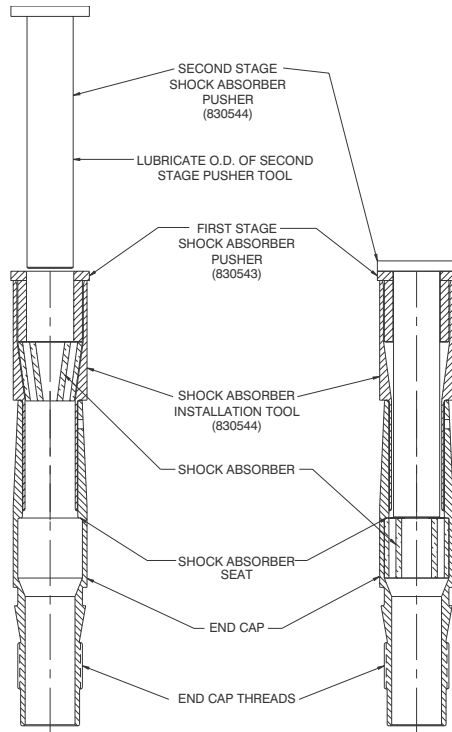 SECOND STAGE
SHOCK ABSORBER
PUSHER
(830544)
LUBRICATE O.D. OF SECOND
STAGE PUSHER TOOL
FIRST STAGE
SHOCK ABSORBER
PUSHER
(830543)
SHOCK ABSORBER
INSTALLATION TOOL
(830544)
SHOCK ABSORBER
SHOCK ABSORBER
SEAT
END CAP
END CAP THREADS